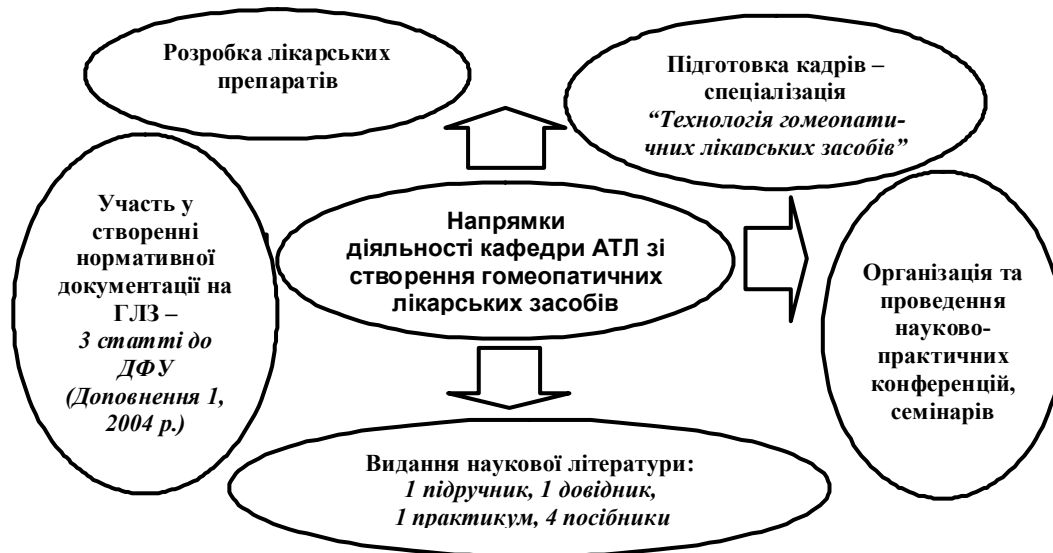 Розробка лікарських
препаратів
Підготовка кадрів –
спеціалізація
“Технологія гомеопати-
чних лікарських засобів”
Участь у
створенні
нормативної
документації на
ГЛЗ –
3 статті до
ДФУ
(Доповнення 1,
2004 р.)
Напрямки
діяльності кафедри АТЛ зі
створення гомеопатичних
лікарських засобів
Організація та
проведення
науково-
практичних
конференцій,
семінарів
Видання наукової літератури:
1 підручник, 1 довідник,
1 практикум, 4 посібники